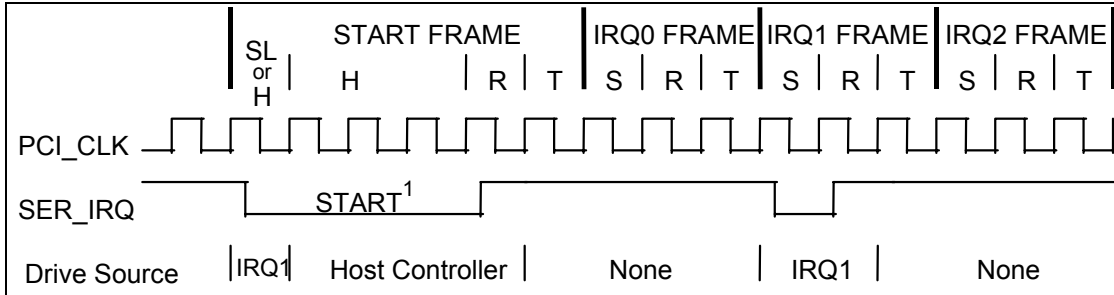 START FRAME IRQ0 FRAME IRQ1 FRAME IRQ2 FRAME
SL
or
H
H R T S R T S R T S R T
PCI_CLK
SER_IRQ START1
Drive Source IRQ1 Host Controller None IRQ1 None